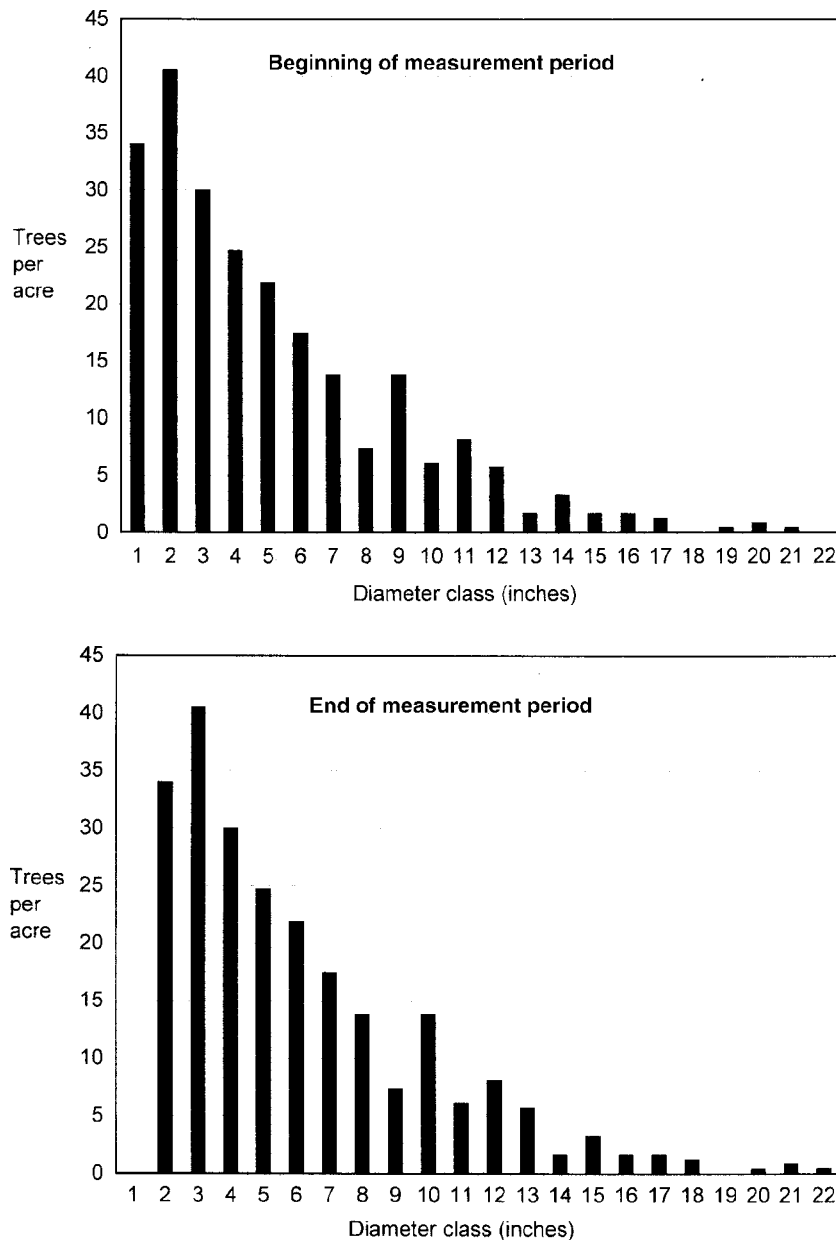 Beginning of measurement period
45
40
35
30
25
20
15
10
5
0
Trees
per
acre
1 2 3 4 5 6 7 8 9 10 11 12 13 14 15 16 17 18 19 20 21 22
Diameter class (inches)
End of measurement period
45
40
35
30
25
20
15
10
5
0
Trees
per
acre
1 2 3 4 5 6 7 8 9 10 11 12 13 14 15 16 17 18 19 20 21 22
Diameter class (inches)